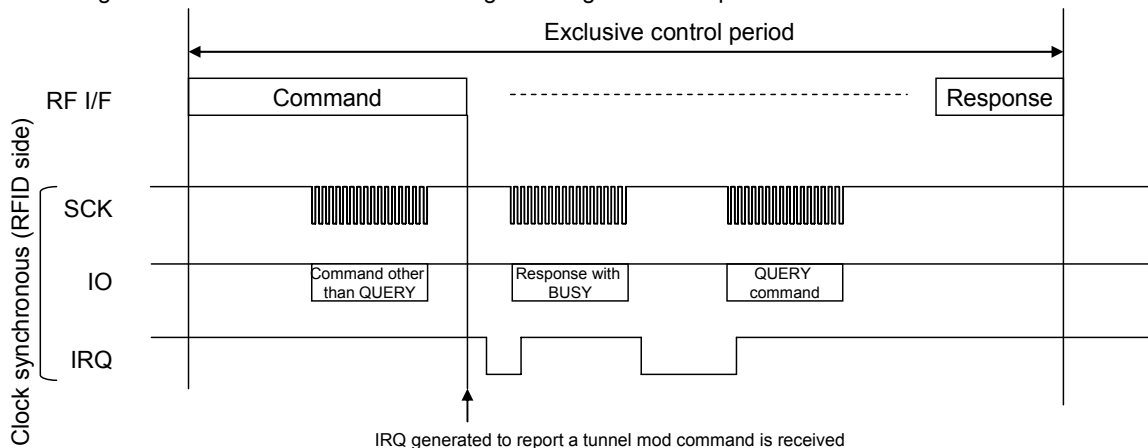 Exclusive control period
RF I/F
Command
Response
Clock synchronous (RFID side)
SCK
IO
Command other
than QUERY
Response with
BUSY
QUERY
command
IRQ
IRQ generated to report a tunnel mod command is received